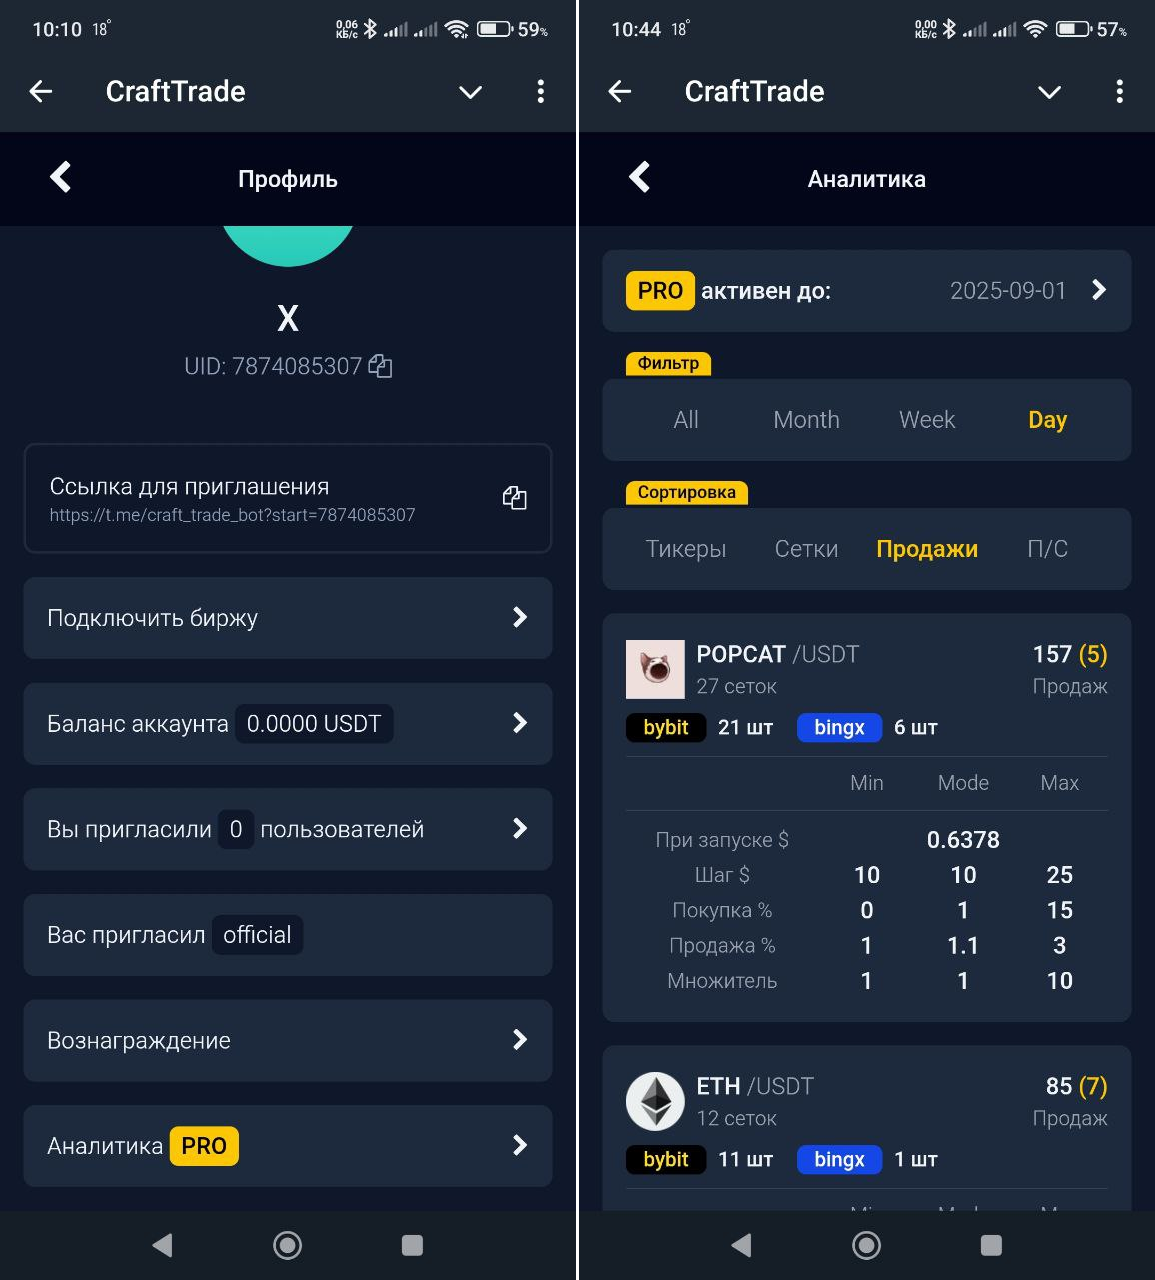 10:10 18°
0,06 КБ/с
59%
CraftTrade
Профиль
X
UID: 7874085307
Ссылка для приглашения
https://t.me/craft_trade_bot?start=7874085307
Подключить биржу
Баланс аккаунта 0.0000 USDT
Вы пригласили 0 пользователей
Вас пригласил official
Вознаграждение
Аналитика PRO
10:44 18°
0,00 КБ/с
57%
CraftTrade
Аналитика
PRO активен до: 2025-09-01
Фильтр
All Month Week Day
Сортировка
Тикеры Сетки Продажи П/С
POPCAT /USDT 157 (5)
27 сеток Продаж
bybit 21 шт bingx 6 шт
Min Mode Max
При запуске $ 0.6378
Шаг $ 10 10 25
Покупка % 0 1 15
Продажа % 1 1.1 3
Множитель 1 1 10
ETH /USDT 85 (7)
12 сеток Продаж
bybit 11 шт bingx 1 шт